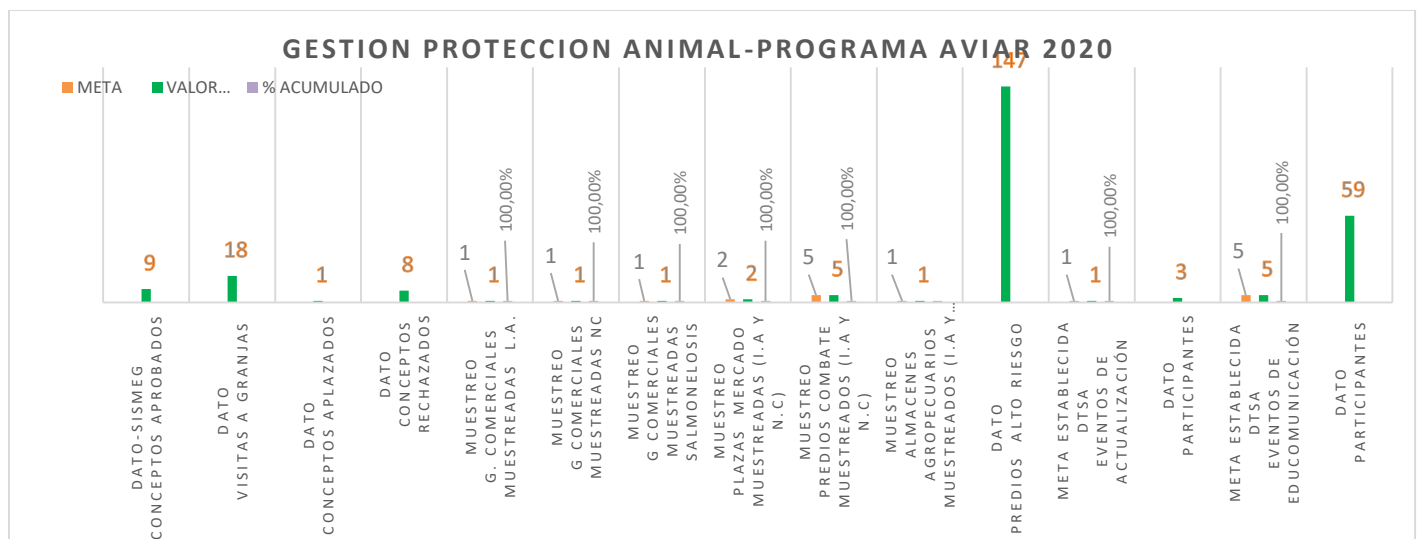 GESTION PROTECCION ANIMAL-PROGRAMA AVIAR 2020
META
VALOR…
% ACUMULADO
9
18
1
8
1
1
100,00%
1
1
100,00%
1
1
100,00%
2
2
100,00%
5
5
100,00%
1
1
147
1
1
100,00%
3
5
5
100,00%
59
DATO-SISMEG
CONCEPTOS APROBADOS
DATO
VISITAS A GRANJAS
DATO
CONCEPTOS APLAZADOS
DATO
CONCEPTOS
RECHAZADOS
MUESTREO
G. COMERCIALES
MUESTREADAS L.A.
MUESTREO
G COMERCIALES
MUESTREADAS NC
MUESTREO
G COMERCIALES
MUESTREADAS
SALMONELOSIS
MUESTREO
PLAZAS MERCADO
MUESTREADAS (I.A Y
N.C)
MUESTREO
PREDIOS COMBATE
MUESTREADOS (I.A Y
N.C)
MUESTREO
ALMACENES
AGROPECUARIOS
MUESTREADOS (I.A Y…
DATO
PREDIOS ALTO RIESGO
META ESTABLECIDA
DTSA
EVENTOS DE
ACTUALIZACIÓN
DATO
PARTICIPANTES
META ESTABLECIDA
DTSA
EVENTOS DE
EDUCOMUNICACIÓN
DATO
PARTICIPANTES